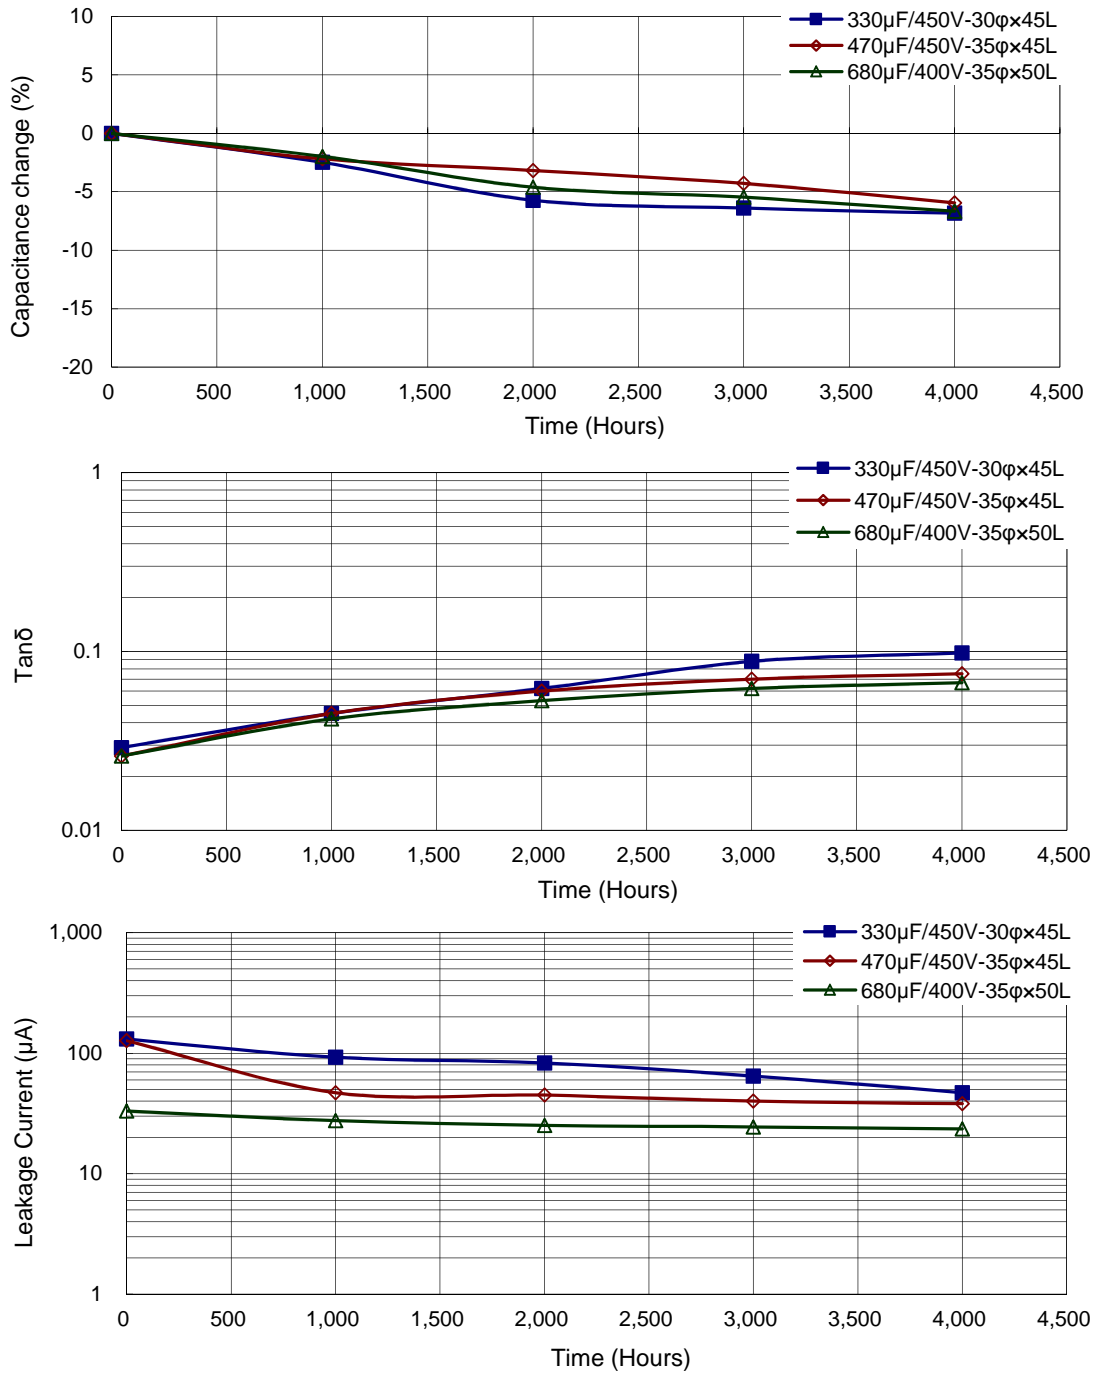 10
330μF/450V-30φ×45L
470μF/450V-35φ×45L
680μF/400V-35φ×50L
5
0
-5
-10
-15
-20
Capacitance change (%)
0 500 1,000 1,500 2,000 2,500 3,000 3,500 4,000 4,500
Time (Hours)
1
330μF/450V-30φ×45L
470μF/450V-35φ×45L
680μF/400V-35φ×50L
0.1
0.01
Tanδ
0 500 1,000 1,500 2,000 2,500 3,000 3,500 4,000 4,500
Time (Hours)
1,000
330μF/450V-30φ×45L
470μF/450V-35φ×45L
680μF/400V-35φ×50L
100
10
1
Leakage Current (μA)
0 500 1,000 1,500 2,000 2,500 3,000 3,500 4,000 4,500
Time (Hours)